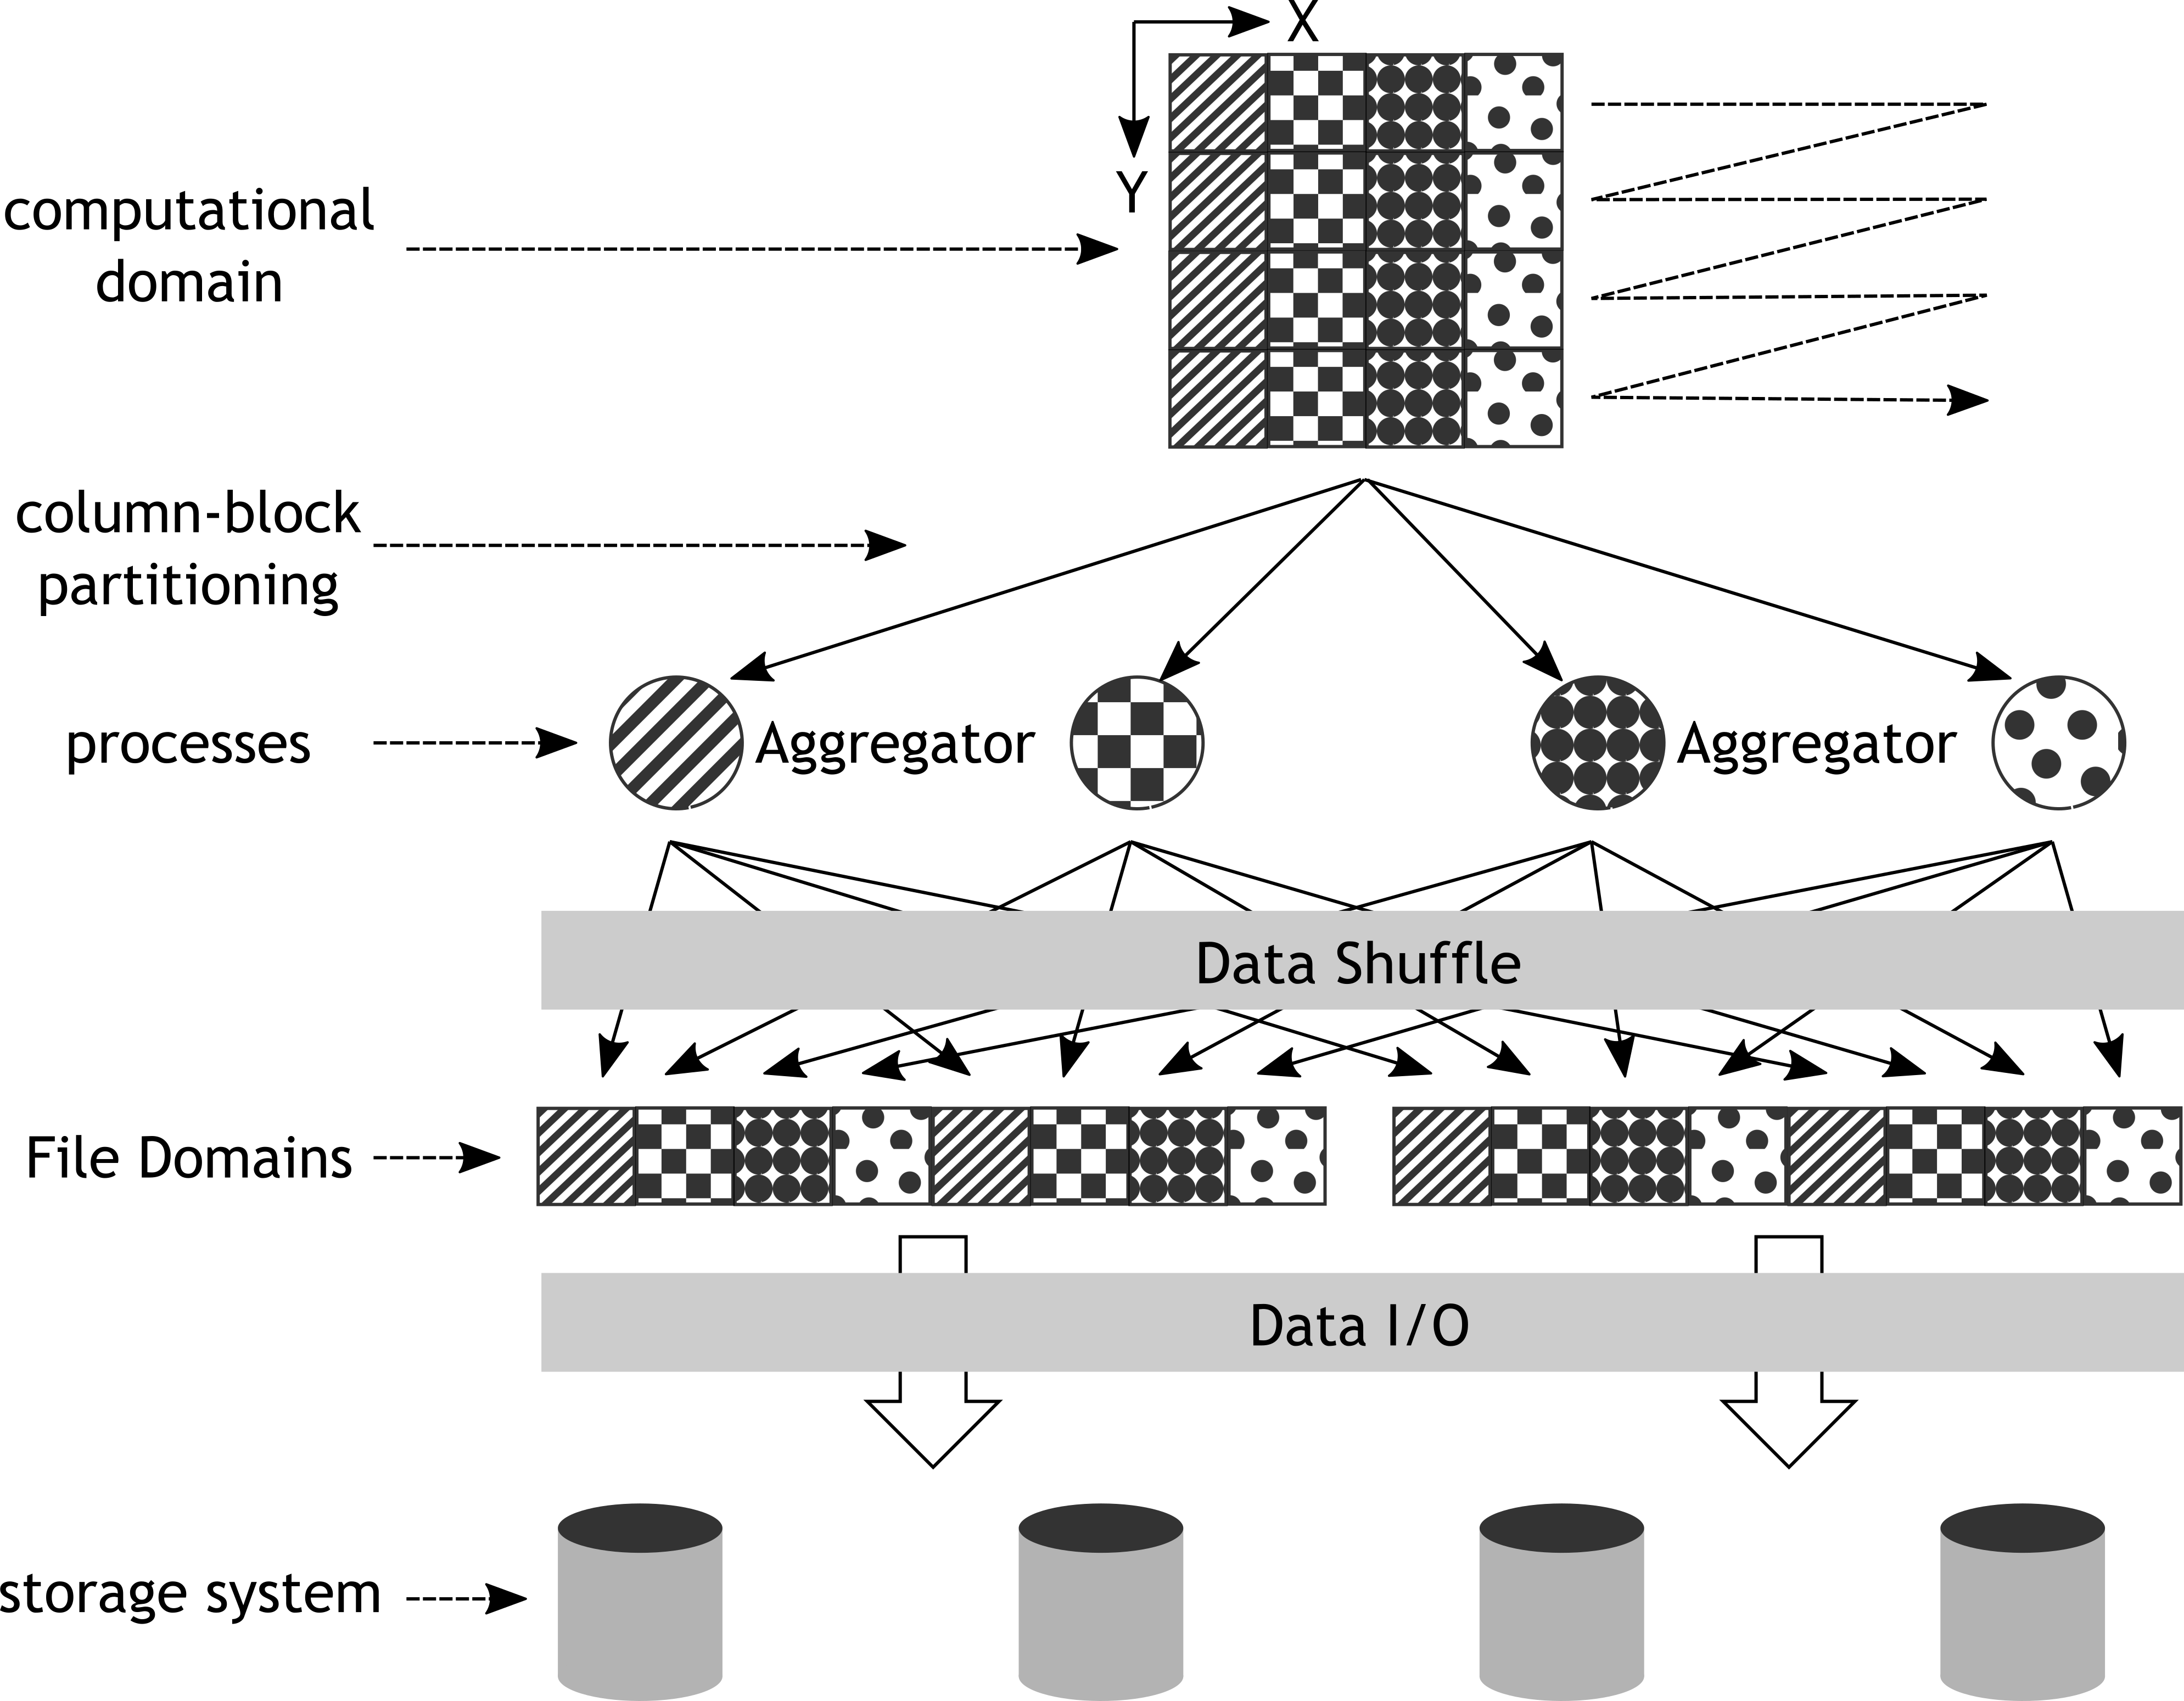 X
Y
computational
domain
column-block
partitioning
processes
Aggregator
Aggregator
Data Shuffle
File Domains
Data I/O
storage system